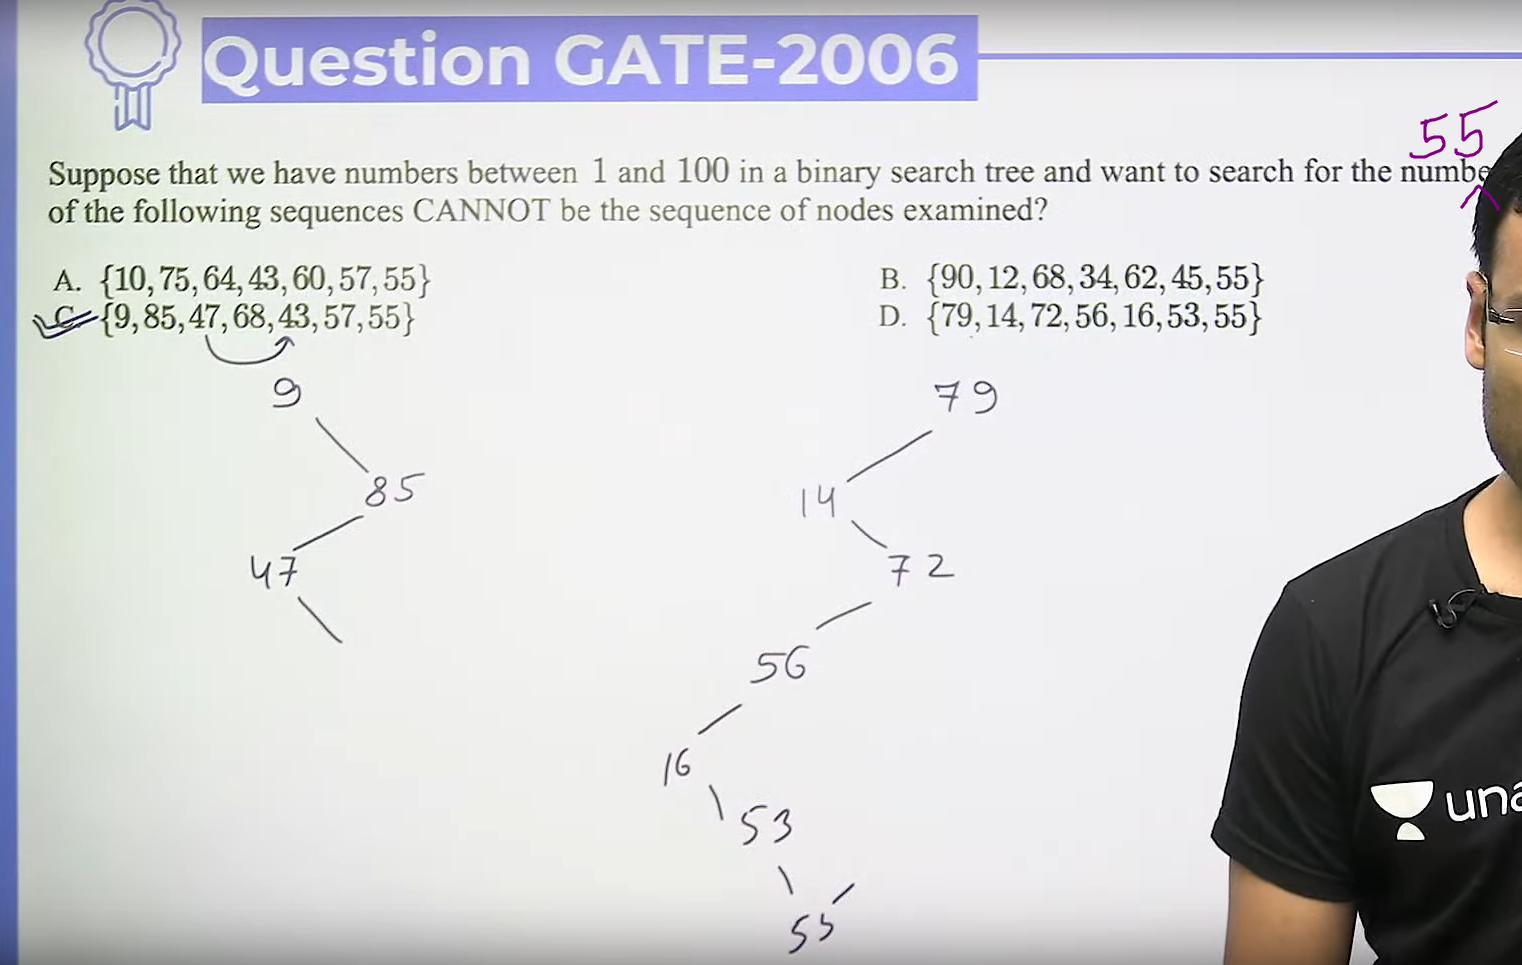 Question GATE-2006
55
Suppose that we have numbers between 1 and 100 in a binary search tree and want to search for the
of the following sequences CANNOT be the sequence of nodes examined?
A. {10, 75, 64, 43, 60, 57, 55}
B. {90, 12, 68, 34, 62, 45, 55}
C. {9, 85, 47, 68, 43, 57, 55}
D. {79, 14, 72, 56, 16, 53, 55}
9
79
85
14
47
72
56
16
53
55